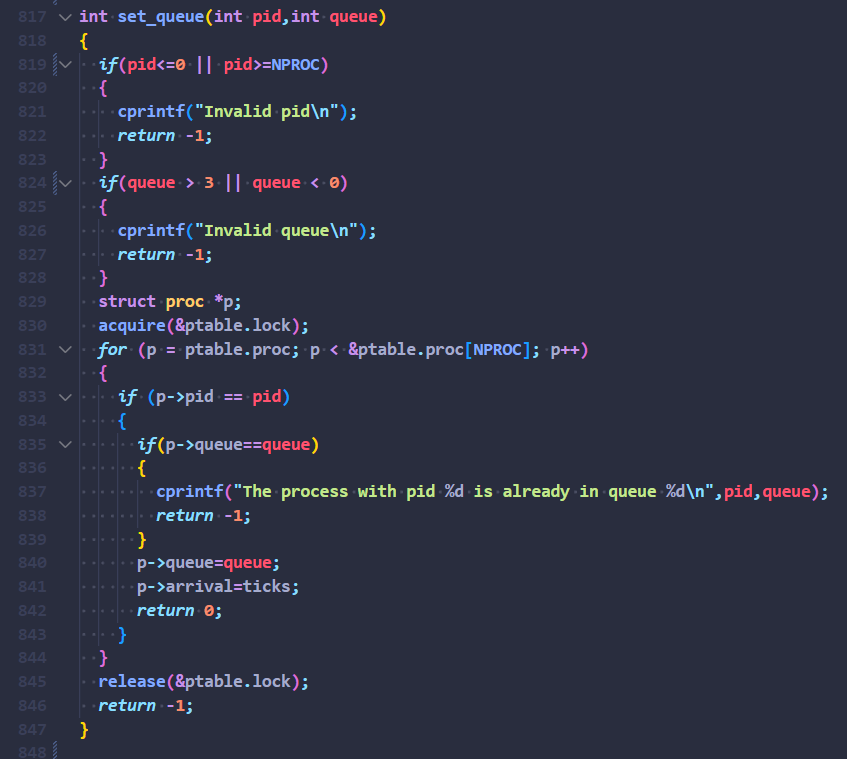 817 int set_queue(int pid,int queue)
818 {
819   if(pid<=0 || pid>=NPROC)
820   {
821     cprintf("Invalid pid\n");
822     return -1;
823   }
824   if(queue > 3 || queue < 0)
825   {
826     cprintf("Invalid queue\n");
827     return -1;
828   }
829   struct proc *p;
830   acquire(&ptable.lock);
831   for (p = ptable.proc; p < &ptable.proc[NPROC]; p++)
832   {
833     if (p->pid == pid)
834     {
835       if(p->queue==queue)
836       {
837         cprintf("The process with pid %d is already in queue %d\n",pid,queue);
838         return -1;
839       }
840       p->queue=queue;
841       p->arrival=ticks;
842       return 0;
843     }
844   }
845   release(&ptable.lock);
846   return -1;
847 }
848